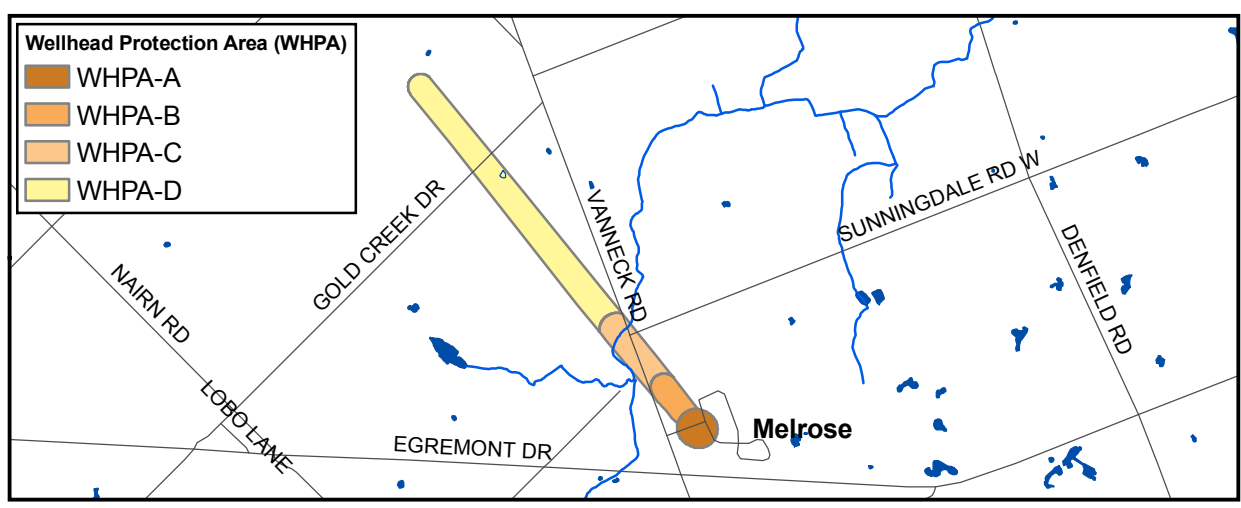 Wellhead Protection Area (WHPA)
WHPA-A
WHPA-B
WHPA-C
WHPA-D
VANNECK RD
SUNNINGDALE RD W
GOLD CREEK DR
DENFIELD RD
NAIRN RD
LOBO LANE
EGREMONT DR
Melrose